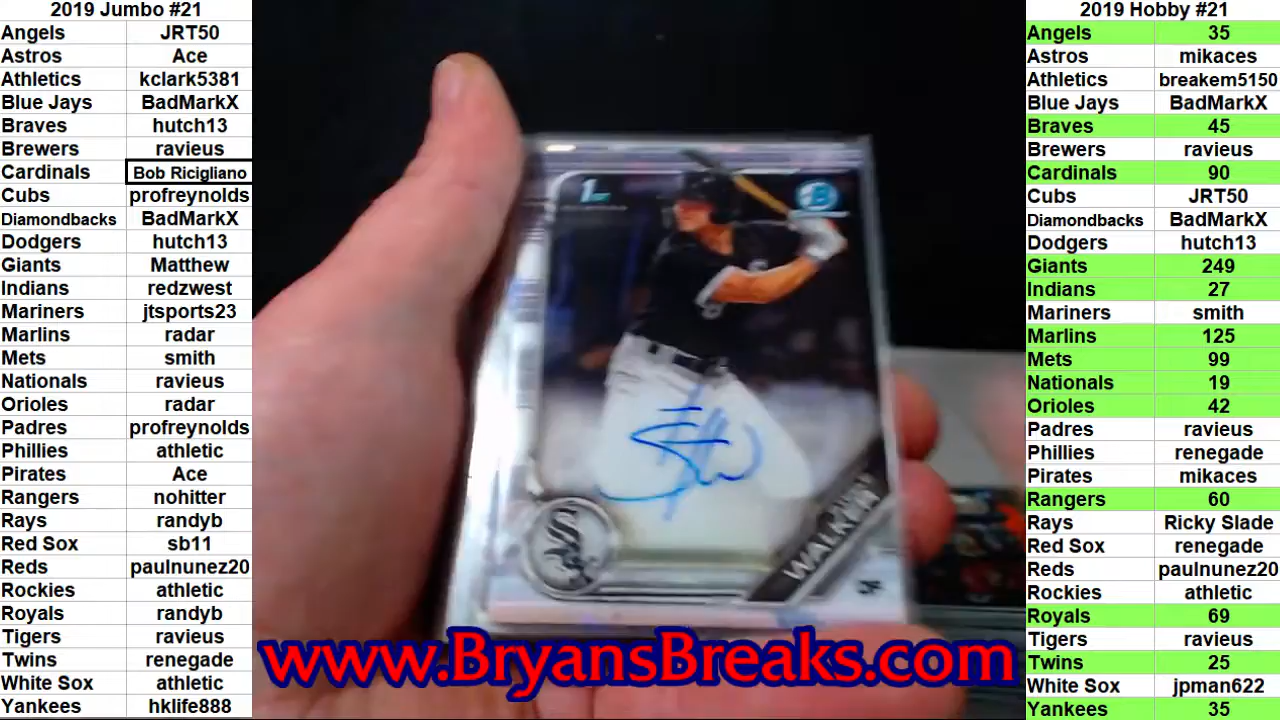 2019 Jumbo #21
Angels JRT50
Astros Ace
Athletics kclark5381
Blue Jays BadMarkX
Braves hutch13
Brewers ravieus
Cardinals Bob Ricigliano
Cubs profreynolds
Diamondbacks BadMarkX
Dodgers hutch13
Giants Matthew
Indians redzwest
Mariners jtsports23
Marlins radar
Mets smith
Nationals ravieus
Orioles radar
Padres profreynolds
Phillies athletic
Pirates Ace
Rangers nohitter
Rays randyb
Red Sox sb11
Reds paulnunez20
Rockies athletic
Royals randyb
Tigers ravieus
Twins renegade
White Sox athletic
Yankees hklife888
1st
B
WALKER
OF
www.BryansBreaks.com
2019 Hobby #21
Angels 35
Astros mikaces
Athletics breakem5150
Blue Jays BadMarkX
Braves 45
Brewers ravieus
Cardinals 90
Cubs JRT50
Diamondbacks BadMarkX
Dodgers hutch13
Giants 249
Indians 27
Mariners smith
Marlins 125
Mets 99
Nationals 19
Orioles 42
Padres ravieus
Phillies renegade
Pirates mikaces
Rangers 60
Rays Ricky Slade
Red Sox renegade
Reds paulnunez20
Rockies athletic
Royals 69
Tigers ravieus
Twins 25
White Sox jpman622
Yankees 35